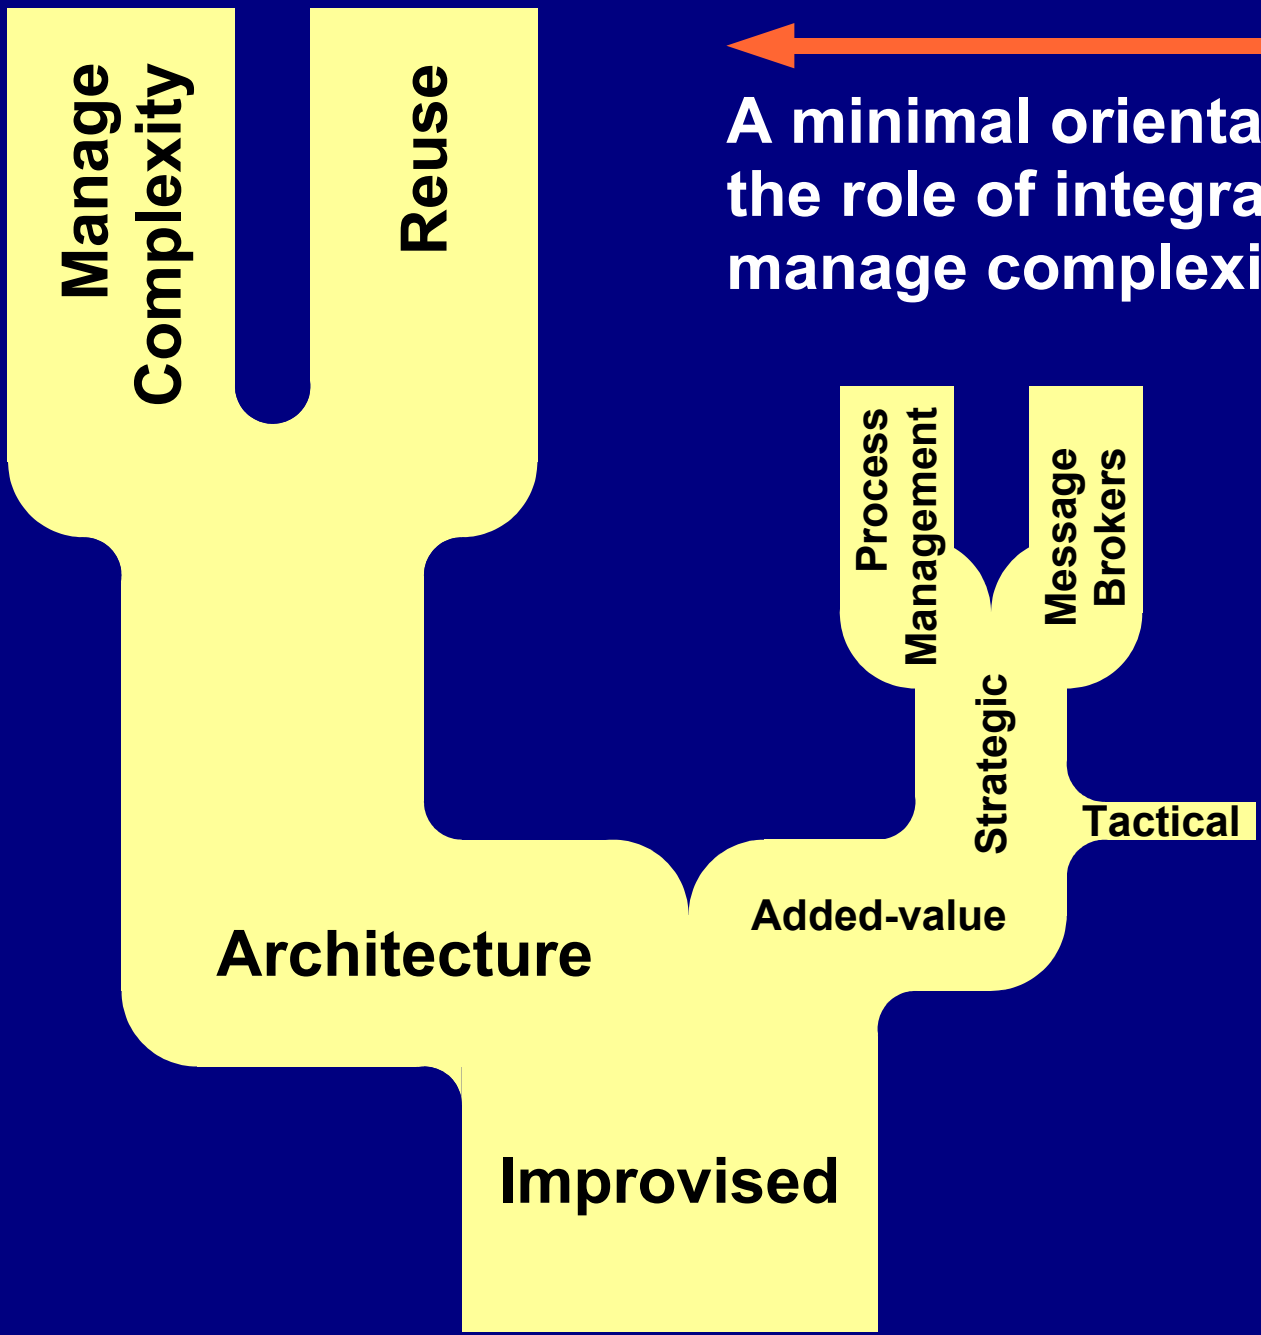 Manage
Complexity
Reuse
A minimal orienta
the role of integra
manage complexi
Process
Management
Message
Brokers
Strategic
Tactical
Added-value
Architecture
Improvised